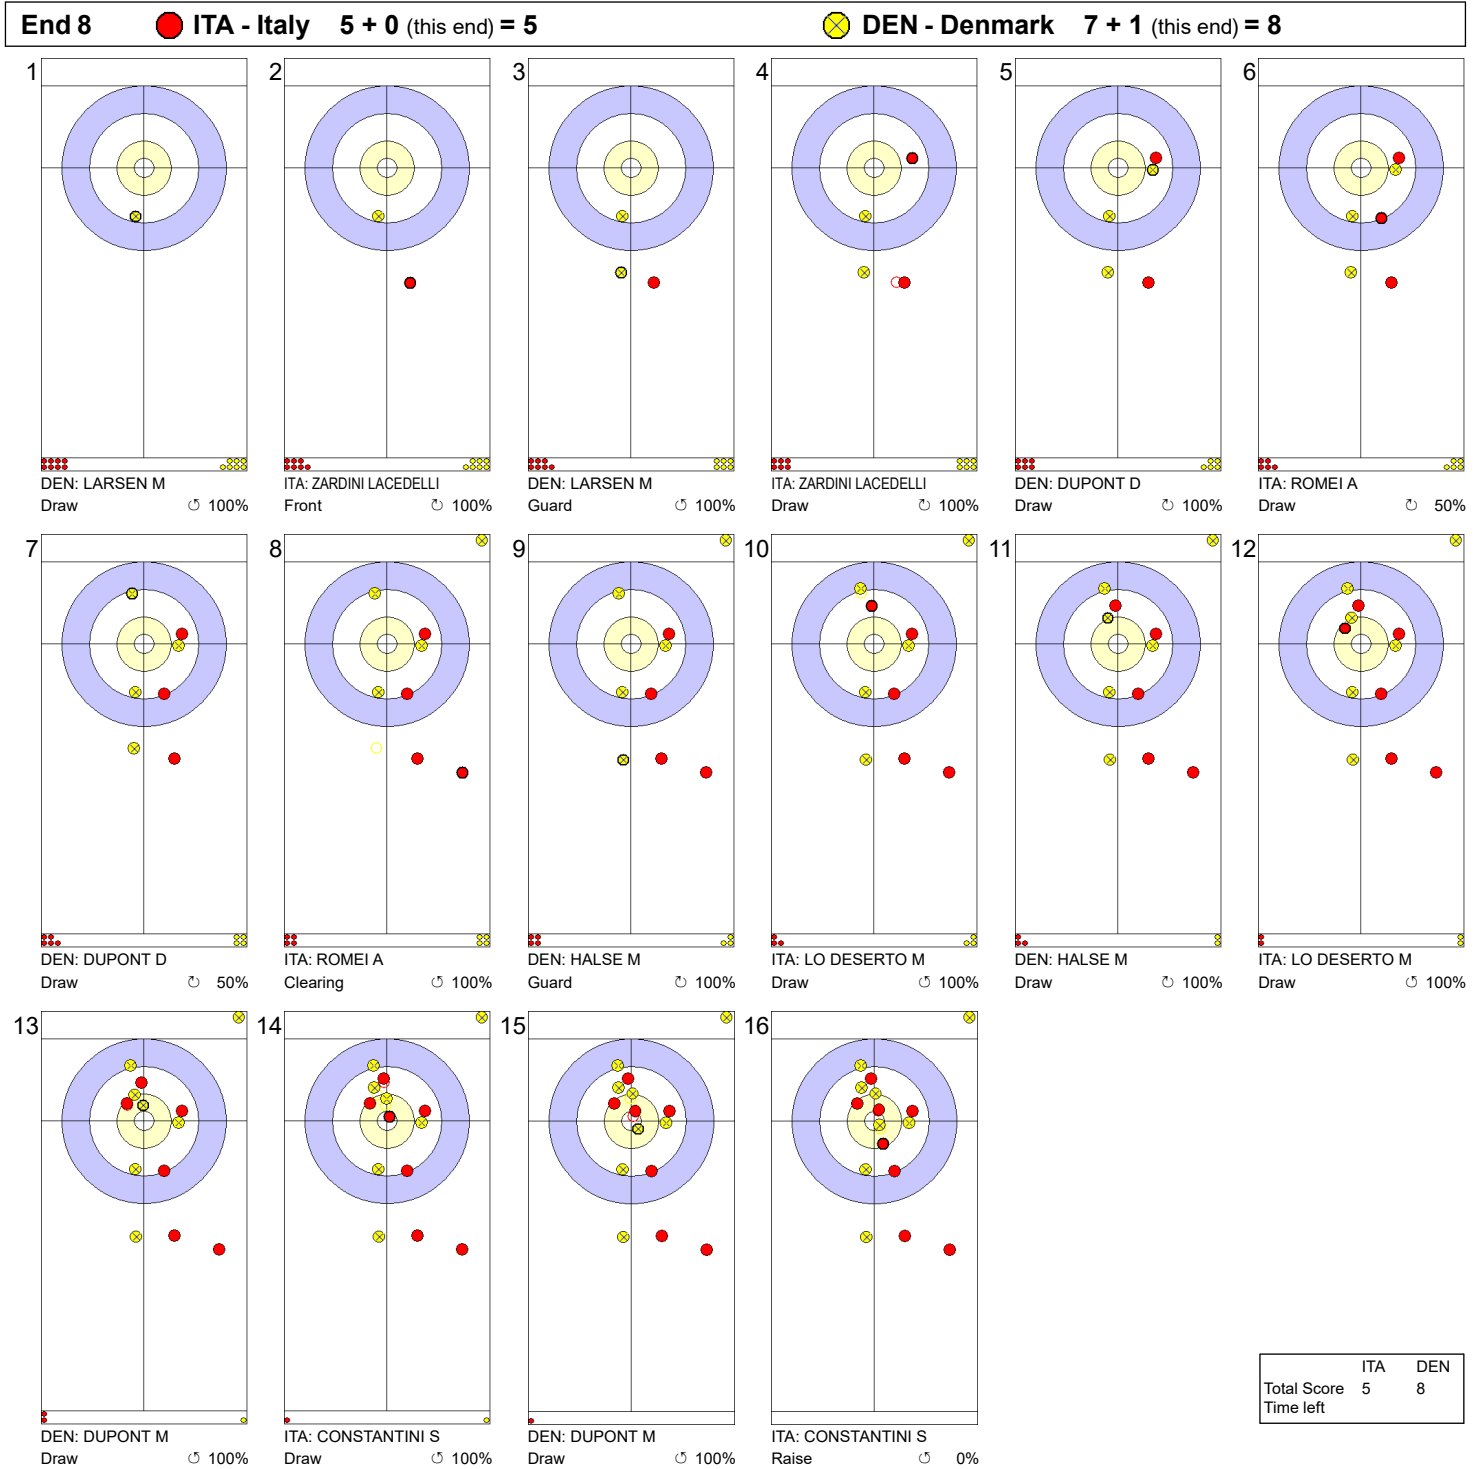 End 8 ITA - Italy 5 + 0 (this end) = 5 DEN - Denmark 7 + 1 (this end) = 8
1 2 3 4 5 6
DEN: LARSEN M ITA: ZARDINI LACEDELLI DEN: LARSEN M ITA: ZARDINI LACEDELLI DEN: DUPONT D ITA: ROMEI A
Draw ↺ 100% Front ↻ 100% Guard ↺ 100% Draw ↻ 100% Draw ↺ 100% Draw ↻ 50%
7 8 9 10 11 12
DEN: DUPONT D ITA: ROMEI A DEN: HALSE M ITA: LO DESERTO M DEN: HALSE M ITA: LO DESERTO M
Draw ↻ 50% Clearing ↺ 100% Guard ↻ 100% Draw ↺ 100% Draw ↻ 100% Draw ↺ 100%
13 14 15 16
DEN: DUPONT M ITA: CONSTANTINI S DEN: DUPONT M ITA: CONSTANTINI S
Draw ↺ 100% Draw ↺ 100% Draw ↺ 100% Raise ↺ 0%
ITA DEN
Total Score 5 8
Time left